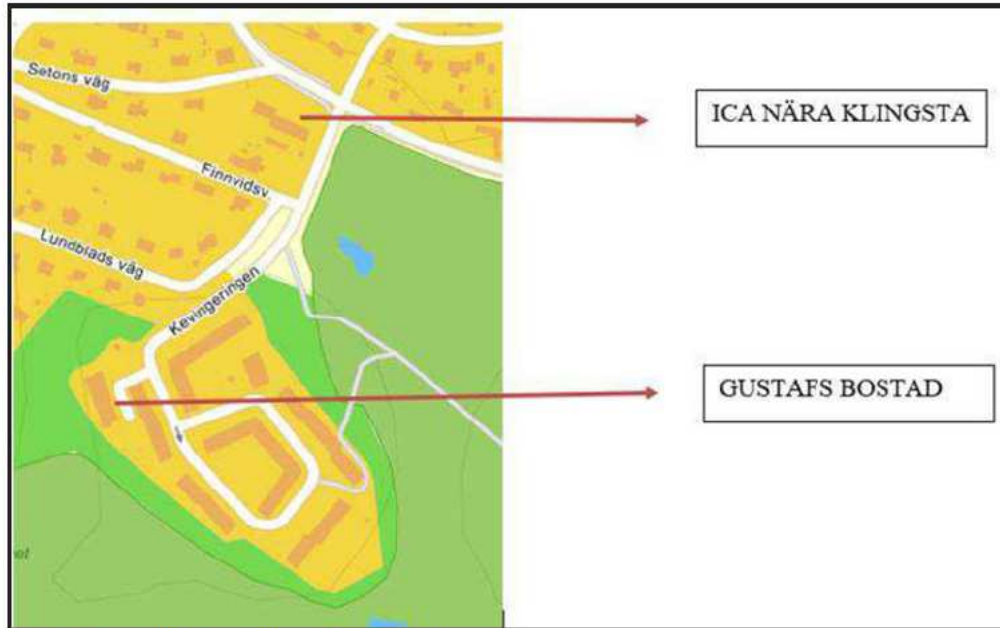 Setons väg
ICA NÄRA KLINGSTA
Finnvidsv.
Lundblads väg
Kevingeringen
GUSTAFS BOSTAD